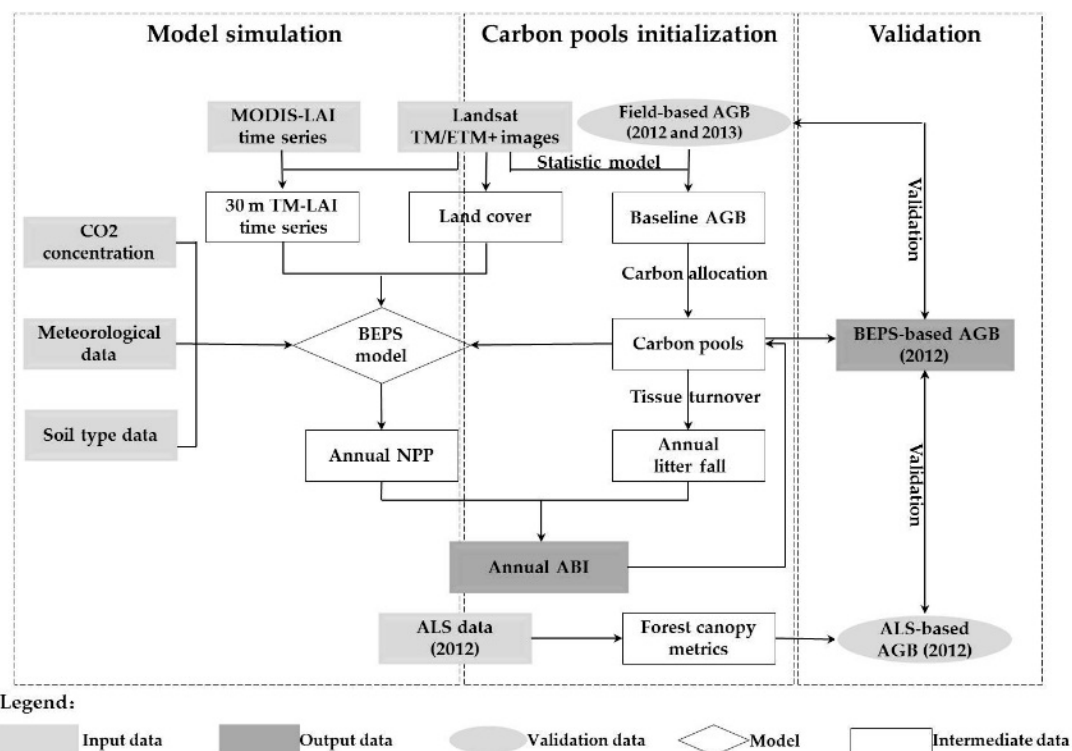 Model simulation
Carbon pools initialization
Validation
MODIS-LAI
time series
Landsat
TM/ETM+ images
Field-based AGB
(2012 and 2013)
Statistic model
30 m TM-LAI
time series
Land cover
Baseline AGB
Validation
CO2
concentration
Carbon allocation
Meteorological
data
BEPS
model
Carbon pools
BEPS-based AGB
(2012)
Tissue turnover
Soil type data
Annual NPP
Annual
litter fall
Validation
Annual ABI
ALS data
(2012)
Forest canopy
metrics
ALS-based
AGB (2012)
Legend:
Input data
Output data
Validation data
Model
Intermediate data